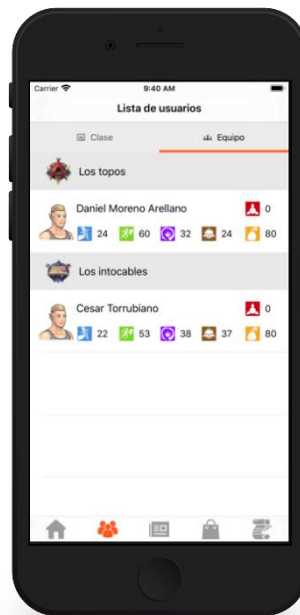 Carrier 9:40 AM
Lista de usuarios
Clase Equipo
Los topos
Daniel Moreno Arellano 0
24 60 32 24 80
Los intocables
Cesar Torrubiano 0
22 53 38 37 80